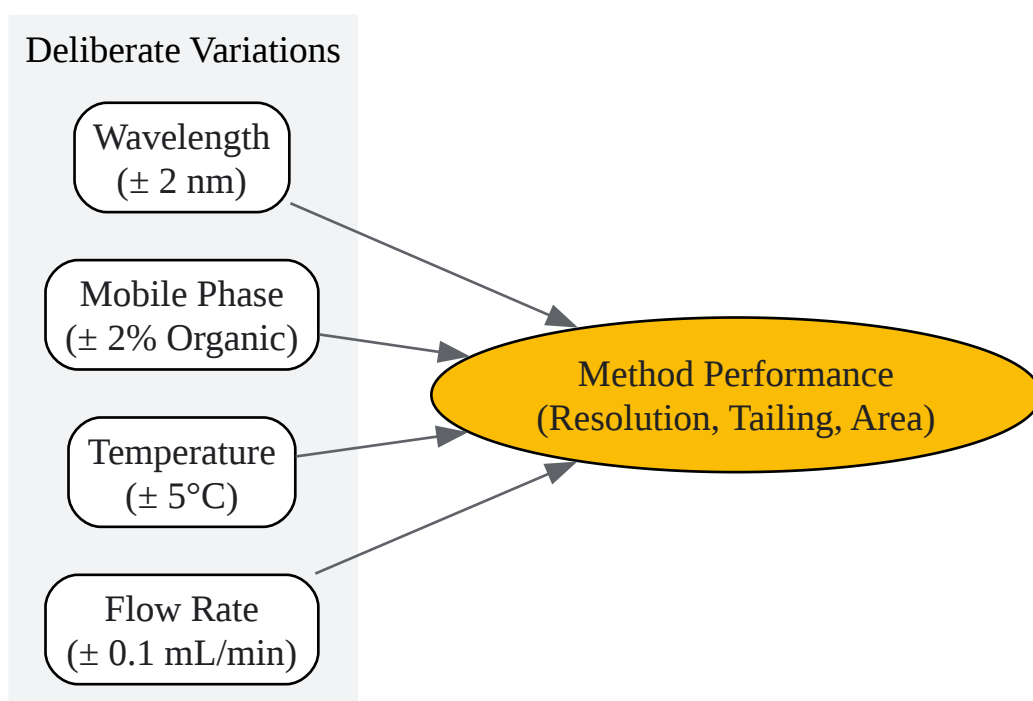 Deliberate Variations
Wavelength
(± 2 nm)
Mobile Phase
(± 2% Organic)
Temperature
(± 5°C)
Flow Rate
(± 0.1 mL/min)
Method Performance
(Resolution, Tailing, Area)